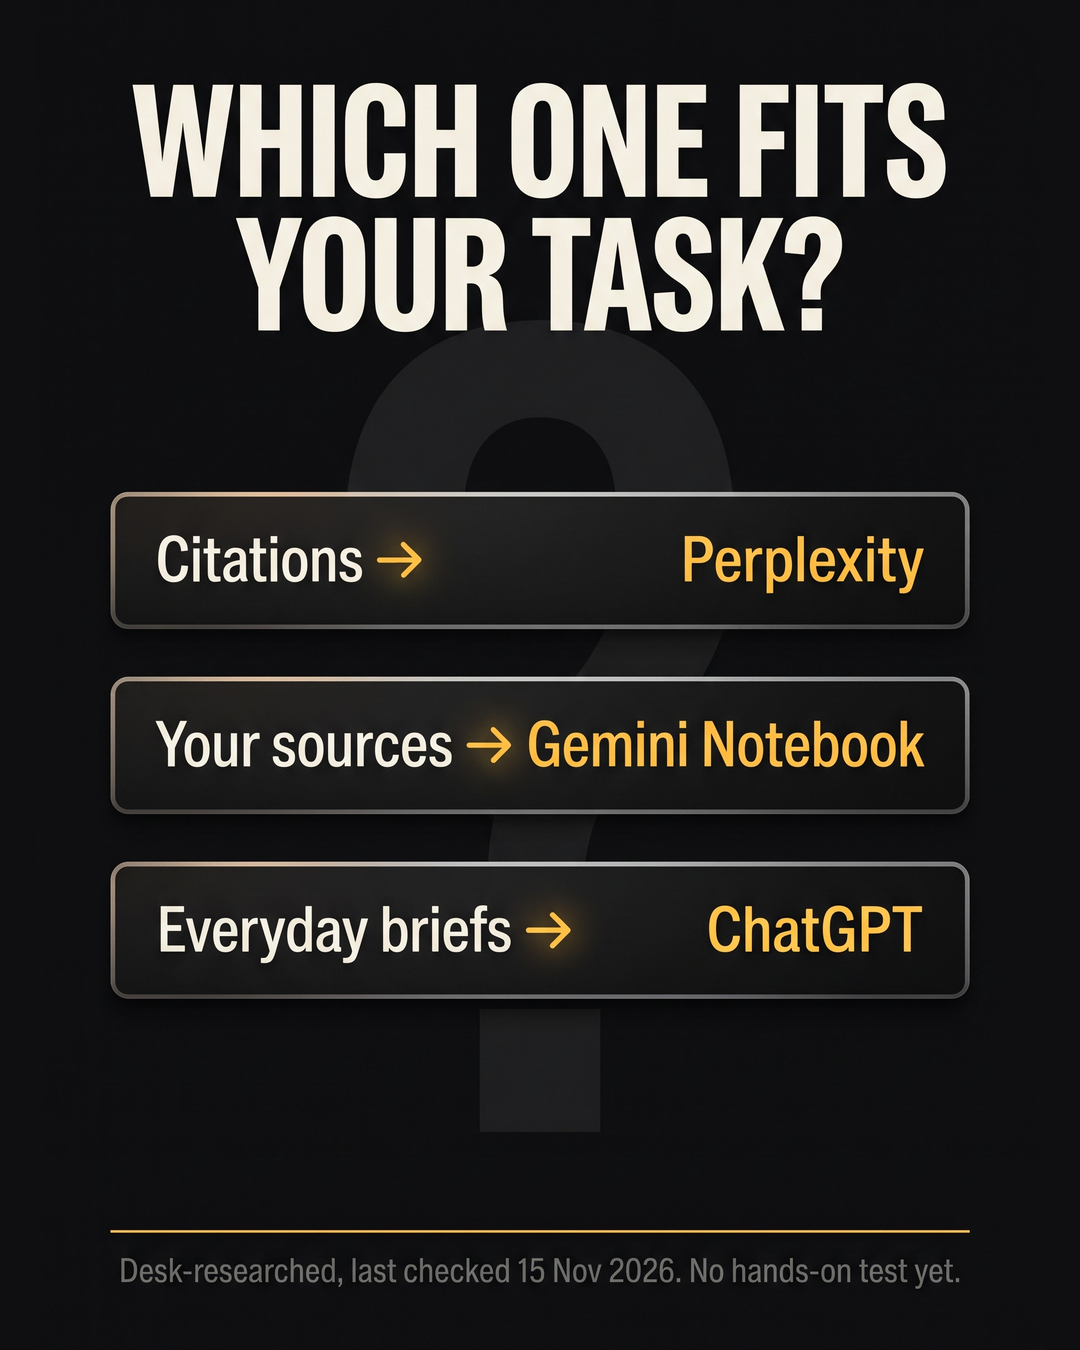 WHICH ONE FITS
YOUR TASK?
Citations → Perplexity
Your sources → Gemini Notebook
Everyday briefs → ChatGPT
Desk-researched, last checked 15 Nov 2026. No hands-on test yet.